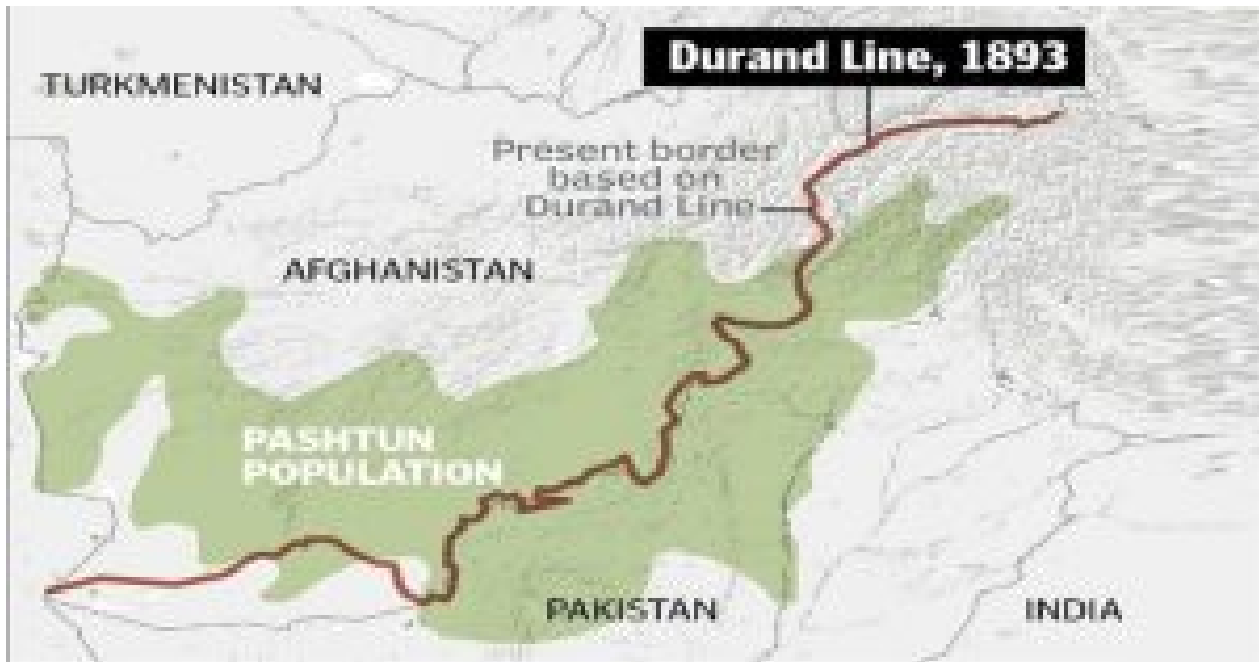 Durand Line, 1893
TURKMENISTAN
Present border
based on
Durand Line
AFGHANISTAN
PASHTUN
POPULATION
PAKISTAN
INDIA